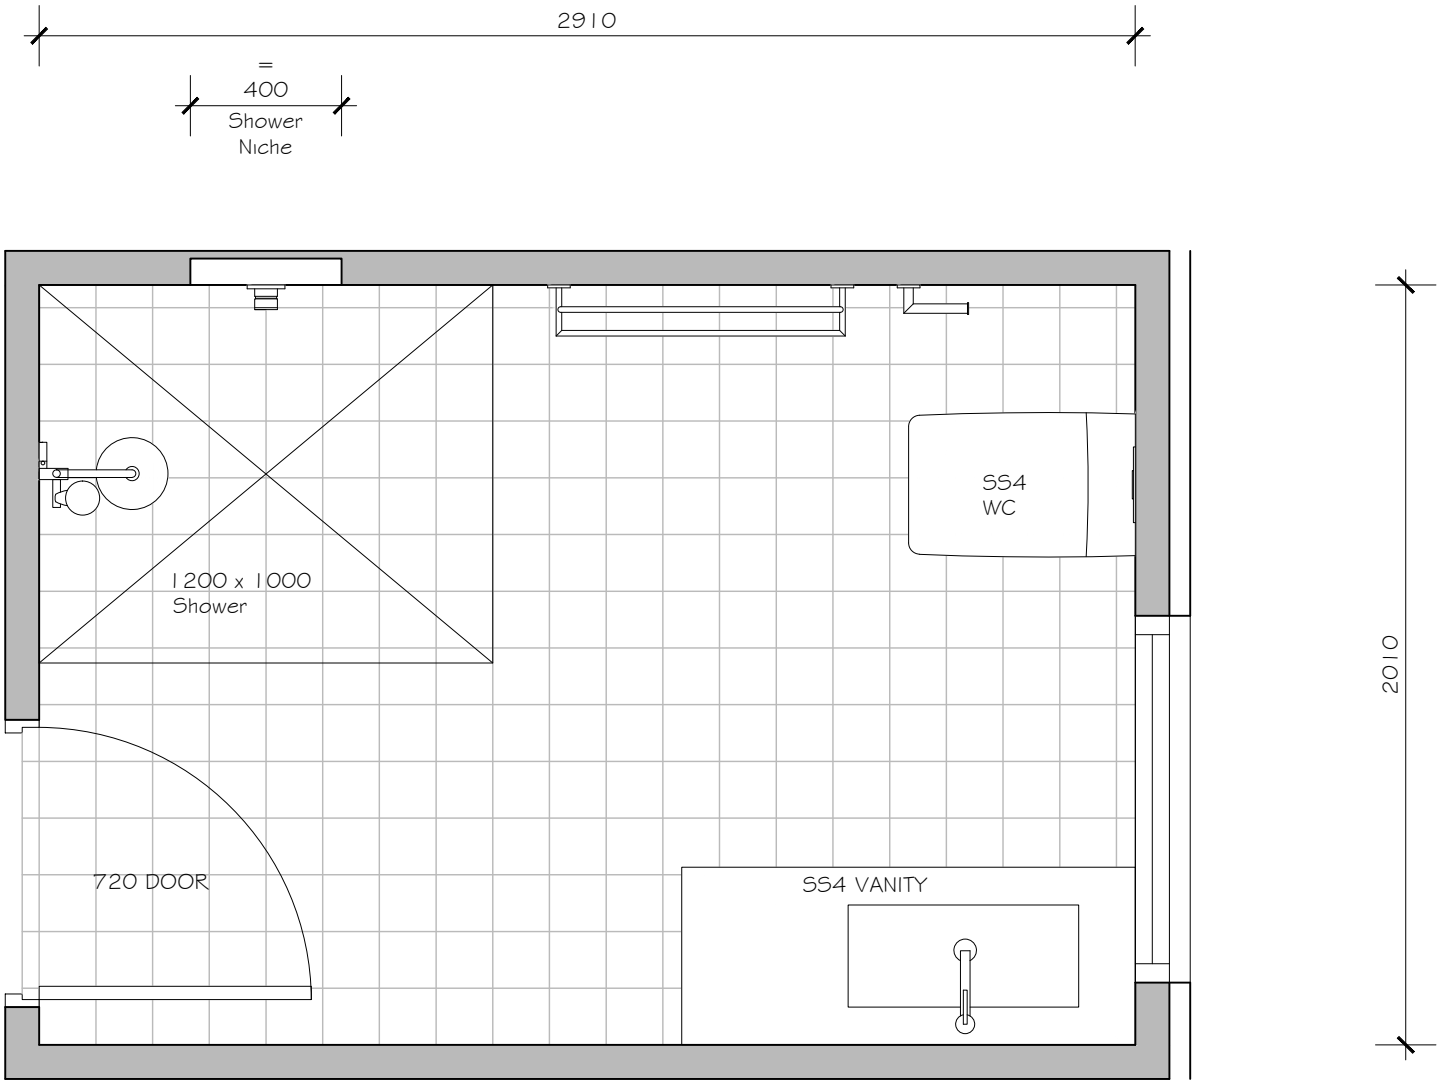 2910
=
400
Shower
Niche
SS4
WC
1200 x 1000
Shower
2010
720 DOOR
SS4 VANITY